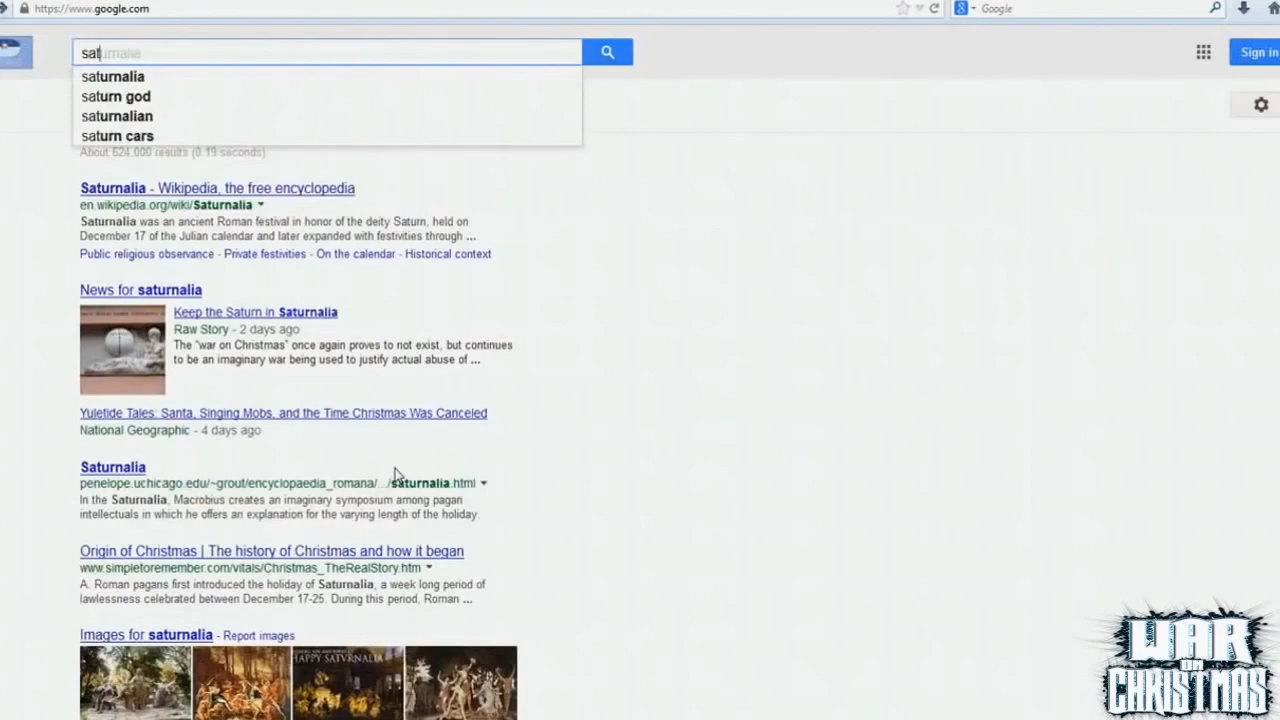 https://www.google.com
Google
saturnalia
Sign in
saturnalia
saturn god
saturnalian
saturn cars
About 624,000 results (0.19 seconds)
Saturnalia - Wikipedia, the free encyclopedia
en.wikipedia.org/wiki/Saturnalia
Saturnalia was an ancient Roman festival in honor of the deity Saturn, held on
December 17 of the Julian calendar and later expanded with festivities through ...
Public religious observance - Private festivities - On the calendar - Historical context
News for saturnalia
Keep the Saturn in Saturnalia
Raw Story - 2 days ago
The “war on Christmas” once again proves to not exist, but continues
to be an imaginary war being used to justify actual abuse of ...
Yuletide Tales: Santa, Singing Mobs, and the Time Christmas Was Canceled
National Geographic - 4 days ago
Saturnalia
penelope.uchicago.edu/~grout/encyclopaedia_romana/.../saturnalia.html
In the Saturnalia, Macrobius creates an imaginary symposium among pagan
intellectuals in which he offers an explanation for the varying length of the holiday.
Origin of Christmas | The history of Christmas and how it began
www.simpletoremember.com/vitals/Christmas_TheRealStory.htm
A. Roman pagans first introduced the holiday of Saturnalia, a week long period of
lawlessness celebrated between December 17-25. During this period, Roman ...
Images for saturnalia - Report images
HAPPY SATVRNALIA
WAR
on
CHRISTMAS